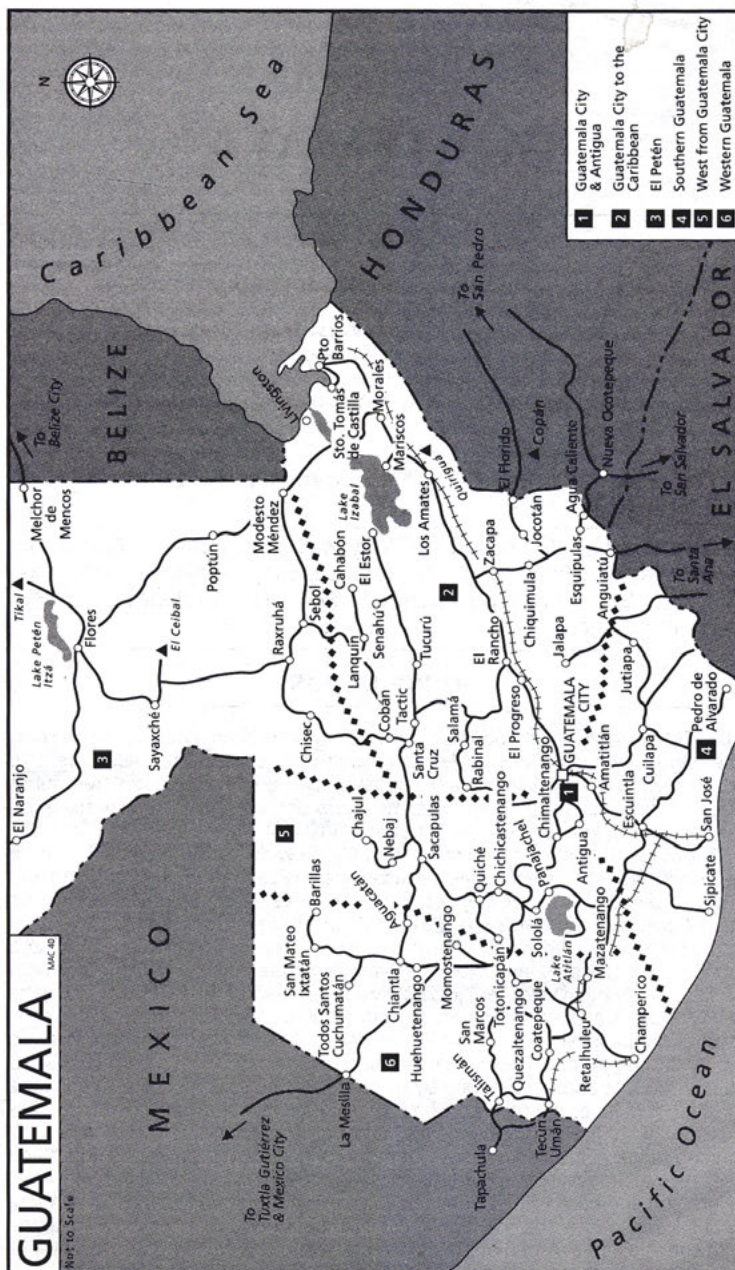 GUATEMALA
Not to Scale
MAC 40
N
MEXICO
BELIZE
Caribbean Sea
HONDURAS
EL SALVADOR
Pacific Ocean
To
Tuxtla Gutiérrez
& Mexico City
To
Belize City
To
San Pedro
To
San Salvador
To
Santa
Ana
El Naranjo
3
Lake Petén
Itzá
Tikal
Flores
Melchor
de
Mencos
Sayaxché
El Ceibal
Poptún
Modesto
Méndez
Raxruhá
Sebol
Chisec
Lanquín
Cahabón
Senahú
El Estor
Lake
Izabal
Livingston
Pto
Barrios
Sto. Tomás
de Castilla
Morales
Mariscos
Los Amates
Quirigua
2
Cobán
Tactic
Tucurú
Santa
Cruz
Salamá
Rabinal
El Progreso
El
Rancho
Zacapa
Chiquimula
Jocotán
El Florido
Copán
Agua Caliente
Nueva Ocotepeque
Esquipulas
Anguiatú
Jalapa
Jutiapa
GUATEMALA
CITY
1
Amatitlán
Cuilapa
Escuintla
Pedro de
Alvarado
4
San José
Sipicate
5
Barillas
San Mateo
Ixtatán
Todos Santos
Cuchumatán
La Mesilla
6
Chajul
Nebaj
Sacapulas
Aguacatán
Chiantla
Huehuetenango
Momostenango
Quiché
Chichicastenango
Panajachel
Chimaltenango
Antigua
Sololá
Lake
Atitlán
Totonicapán
Quezaltenango
San
Marcos
Talismán
Tapachula
Tecún
Umán
Coatepeque
Retalhuleu
Mazatenango
Champerico
1 Guatemala City
& Antigua
2 Guatemala City to the
Caribbean
3 El Petén
4 Southern Guatemala
5 West from Guatemala City
6 Western Guatemala